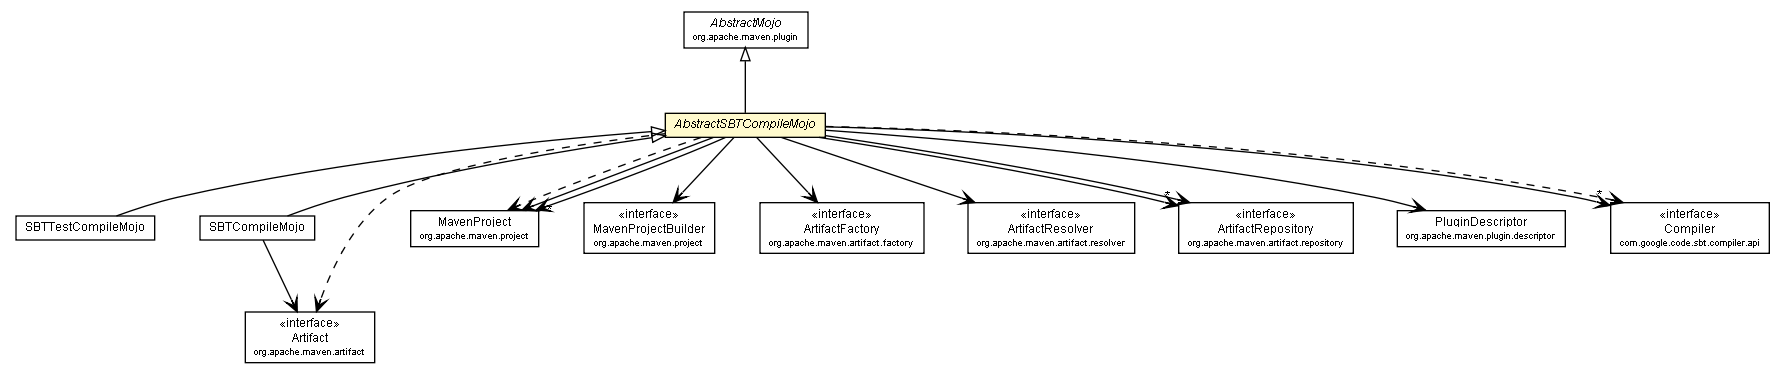 AbstractMojo
org.apache.maven.plugin
AbstractSBTCompileMojo
*
*
*
SBTTestCompileMojo
SBTCompileMojo
MavenProject
org.apache.maven.project
«interface»
MavenProjectBuilder
org.apache.maven.project
«interface»
ArtifactFactory
org.apache.maven.artifact.factory
«interface»
ArtifactResolver
org.apache.maven.artifact.resolver
«interface»
ArtifactRepository
org.apache.maven.artifact.repository
PluginDescriptor
org.apache.maven.plugin.descriptor
«interface»
Compiler
com.google.code.sbt.compiler.api
«interface»
Artifact
org.apache.maven.artifact